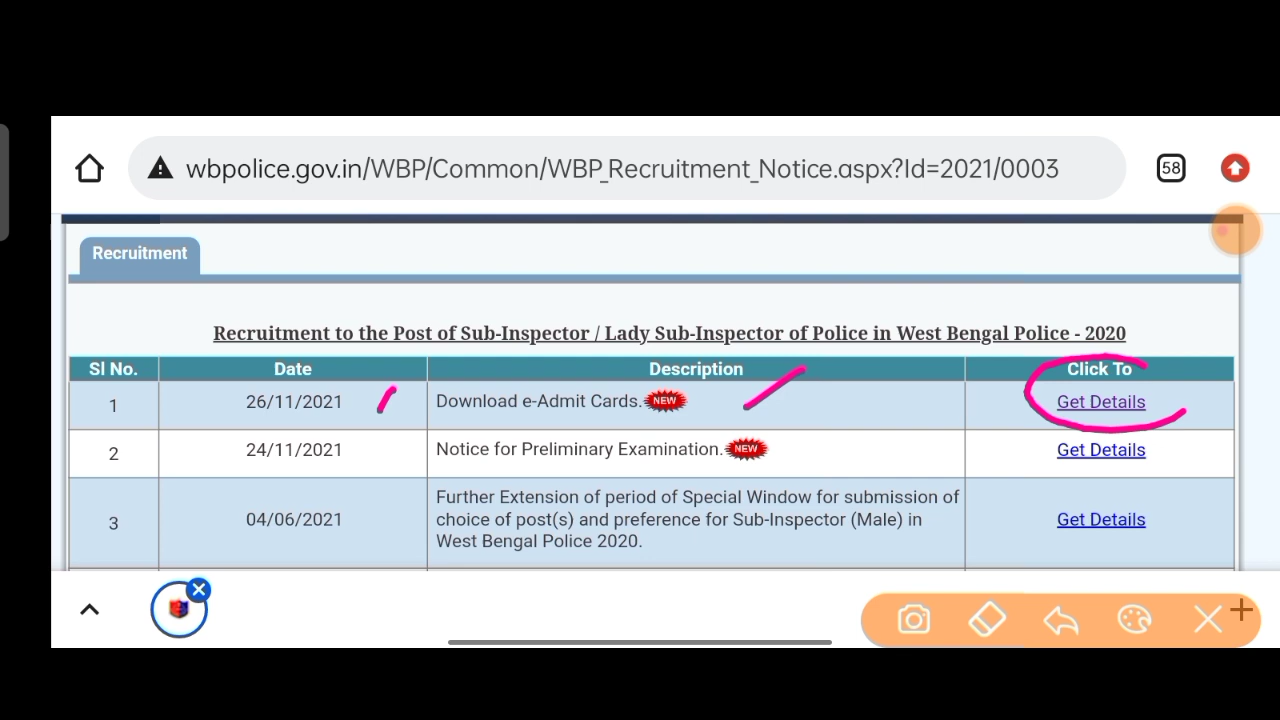 wbpolice.gov.in/WBP/Common/WBP_Recruitment_Notice.aspx?Id=2021/0003
58
Recruitment
Recruitment to the Post of Sub-Inspector / Lady Sub-Inspector of Police in West Bengal Police - 2020
Sl No. Date Description Click To
1 26/11/2021 Download e-Admit Cards. NEW Get Details
2 24/11/2021 Notice for Preliminary Examination. NEW Get Details
3 04/06/2021 Further Extension of period of Special Window for submission of
choice of post(s) and preference for Sub-Inspector (Male) in
West Bengal Police 2020. Get Details